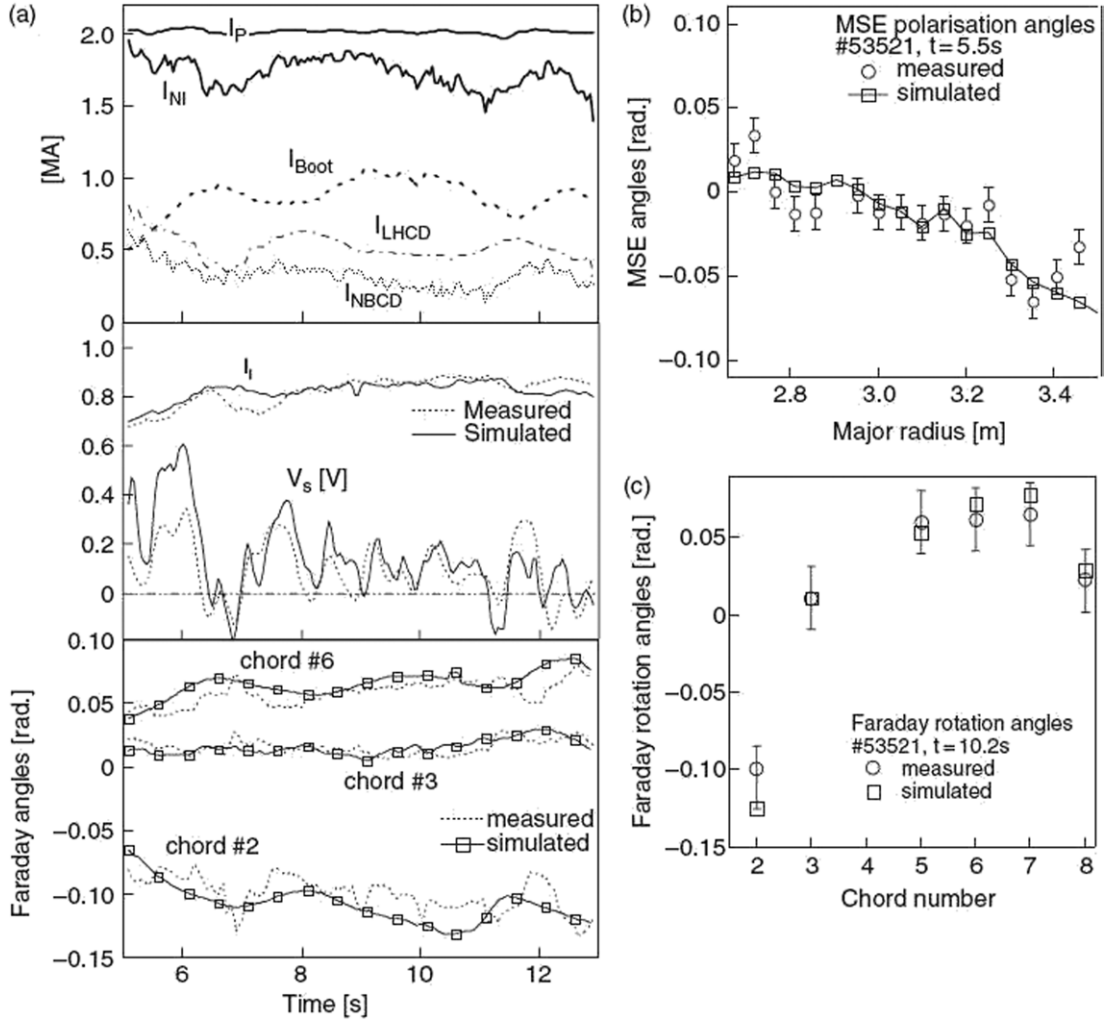 (a)
2.0
1.5
1.0
0.5
0
[MA]
I_P
I_NI
I_Boot
I_LHCD
I_NBCD
1.0
0.8
0.6
0.4
0.2
0
I_i
Measured
Simulated
V_s [V]
0.10
0.05
0
−0.05
−0.10
−0.15
Faraday angles [rad.]
chord #6
chord #3
chord #2
measured
simulated
6 8 10 12
Time [s]
(b)
0.10
0.05
0
−0.05
−0.10
MSE angles [rad.]
MSE polarisation angles
#53521, t=5.5s
measured
simulated
2.8 3.0 3.2 3.4
Major radius [m]
(c)
0.05
0
−0.05
−0.10
−0.15
Faraday rotation angles [rad.]
Faraday rotation angles
#53521, t=10.2s
measured
simulated
2 3 4 5 6 7 8
Chord number